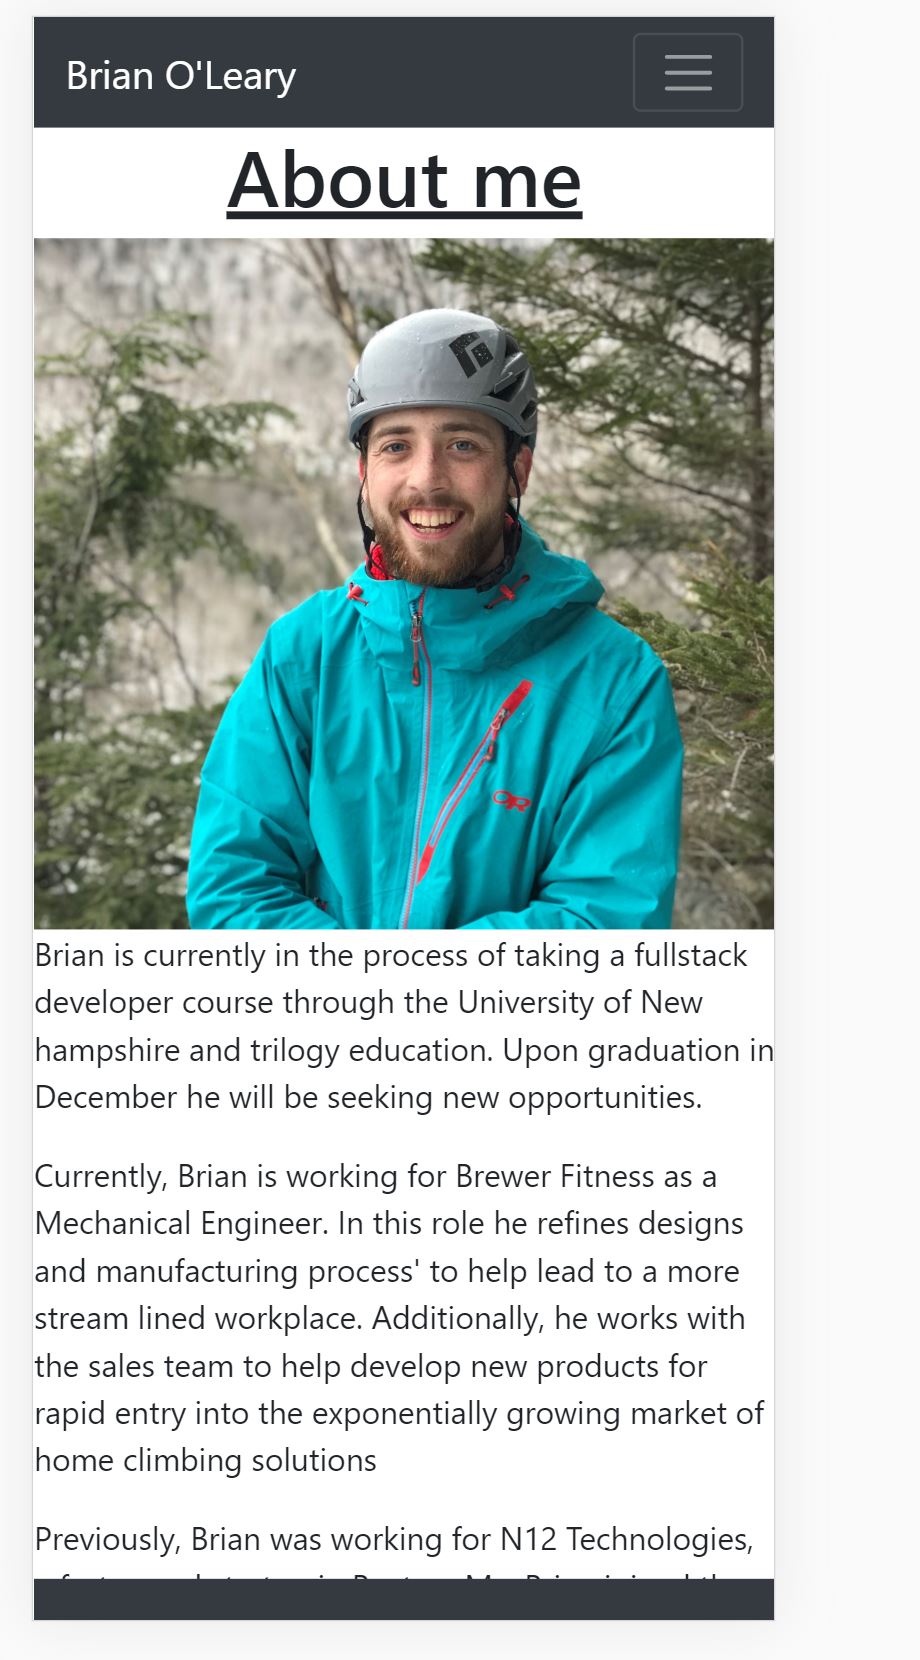 Brian O'Leary
About me
OR
Brian is currently in the process of taking a fullstack
developer course through the University of New
hampshire and trilogy education. Upon graduation in
December he will be seeking new opportunities.
Currently, Brian is working for Brewer Fitness as a
Mechanical Engineer. In this role he refines designs
and manufacturing process' to help lead to a more
stream lined workplace. Additionally, he works with
the sales team to help develop new products for
rapid entry into the exponentially growing market of
home climbing solutions
Previously, Brian was working for N12 Technologies,